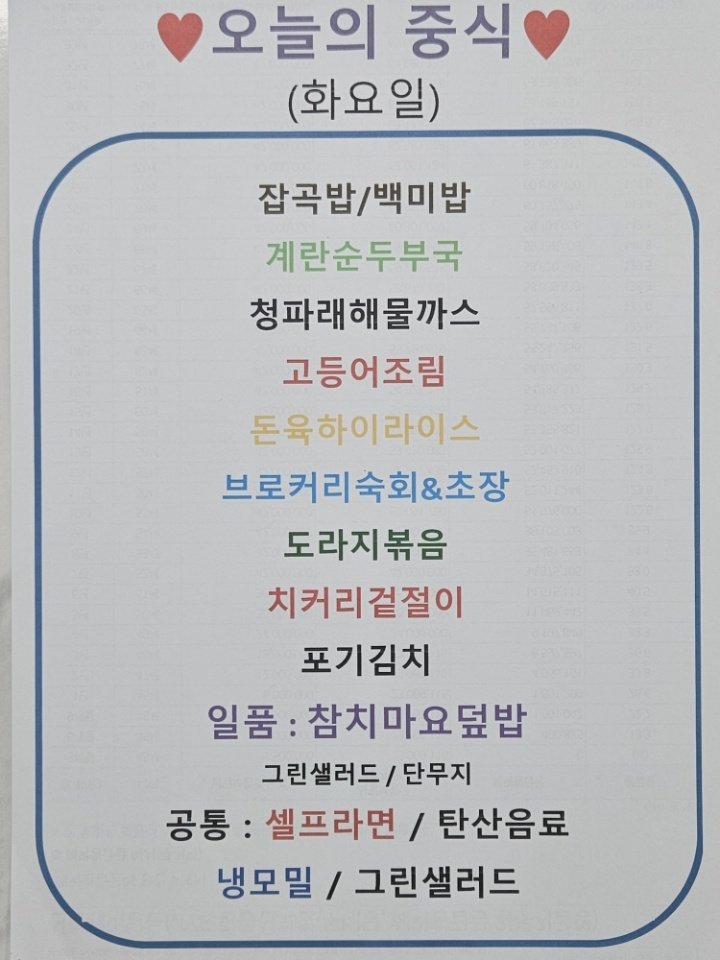 ♥오늘의 중식♥
(화요일)
잡곡밥/백미밥
계란순두부국
청파래해물까스
고등어조림
돈육하이라이스
브로커리숙회&초장
도라지볶음
치커리겉절이
포기김치
일품 : 참치마요덮밥
그린샐러드 / 단무지
공통 : 셀프라면 / 탄산음료
냉모밀 / 그린샐러드